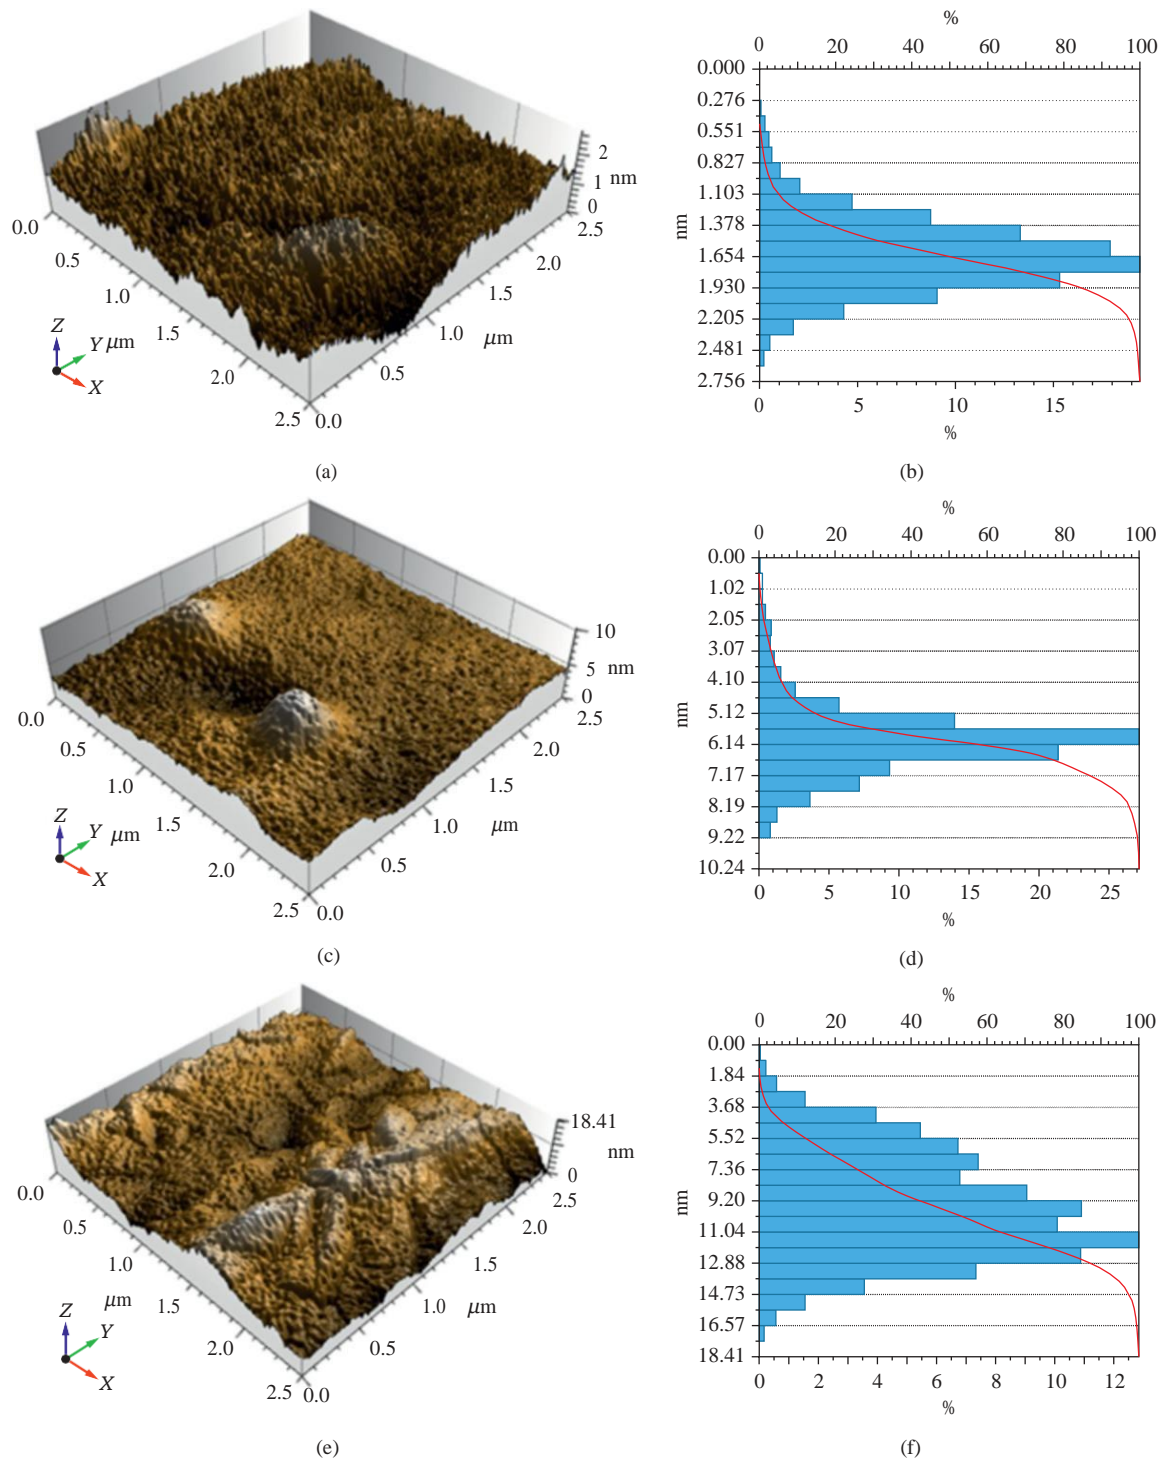 2
1
0
nm
0.0
0.5
1.0
1.5
2.0
2.5
μm
0.0
0.5
1.0
1.5
2.0
2.5
μm
Z
Y
X
(a)
%
0 20 40 60 80 100
0.000
0.276
0.551
0.827
1.103
1.378
1.654
1.930
2.205
2.481
2.756
nm
0 5 10 15
%
(b)
10
5
0
nm
0.0
0.5
1.0
1.5
2.0
2.5
μm
0.0
0.5
1.0
1.5
2.0
2.5
μm
Z
Y
X
(c)
%
0 20 40 60 80 100
0.00
1.02
2.05
3.07
4.10
5.12
6.14
7.17
8.19
9.22
10.24
nm
0 5 10 15 20 25
%
(d)
18.41
nm
0
0.0
0.5
1.0
1.5
2.0
2.5
μm
0.0
0.5
1.0
1.5
2.0
2.5
μm
Z
Y
X
(e)
%
0 20 40 60 80 100
0.00
1.84
3.68
5.52
7.36
9.20
11.04
12.88
14.73
16.57
18.41
nm
0 2 4 6 8 10 12
%
(f)